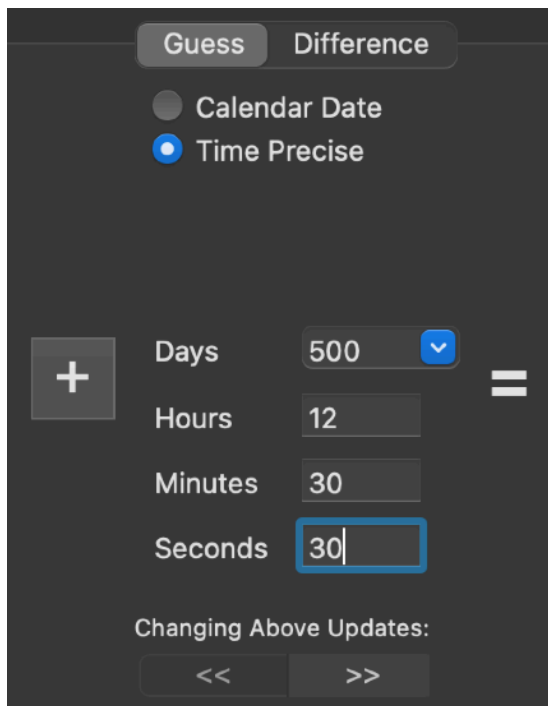 Guess Difference
Calendar Date
Time Precise
+ Days 500 =
Hours 12
Minutes 30
Seconds 30
Changing Above Updates:
<< >>